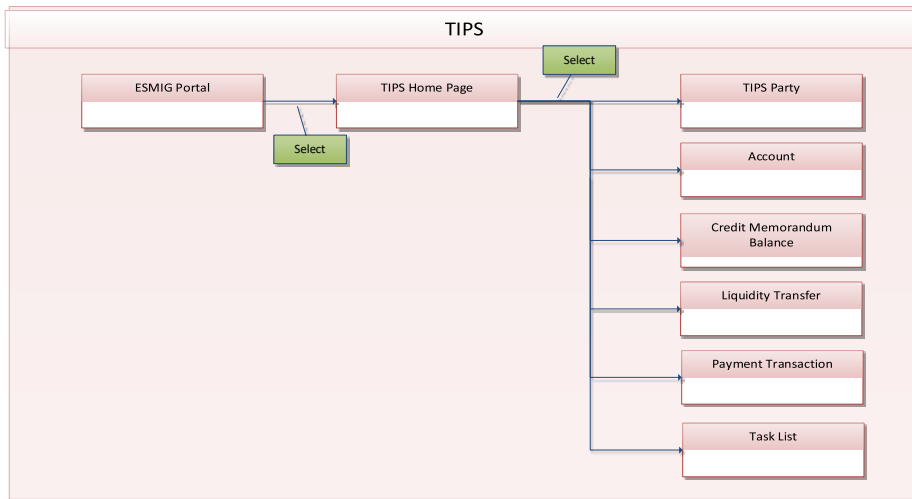 TIPS
Select
ESMIG Portal
TIPS Home Page
TIPS Party
Select
Account
Credit Memorandum
Balance
Liquidity Transfer
Payment Transaction
Task List